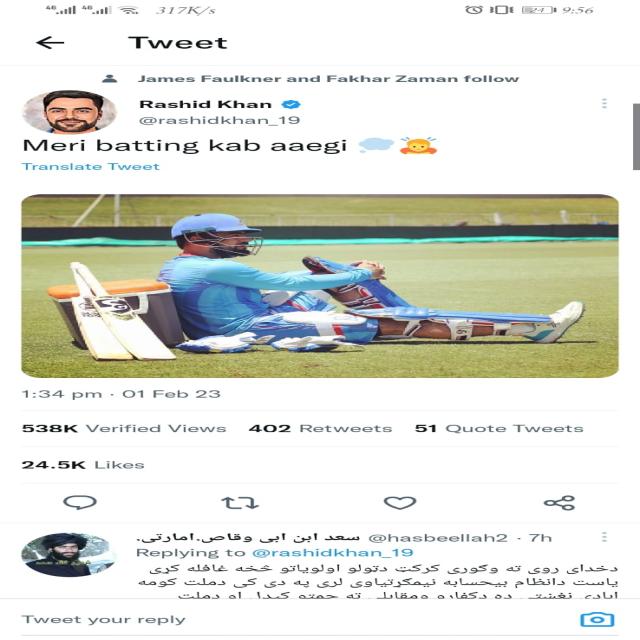 317K/s
24
9:56
Tweet
James Faulkner and Fakhar Zaman follow
Rashid Khan
@rashidkhan_19
Meri batting kab aaegi
Translate Tweet
1:34 pm · 01 Feb 23
538K Verified Views 402 Retweets 51 Quote Tweets
24.5K Likes
سعد ابن ابی وقاص.امارتی. @hasbeellah2 · 7h
Replying to @rashidkhan_19
دخدای روی ته وګوری کرکټ دتولو اولویاتو څخه غافله کړی
یاست دانظام بیحسابه نیمګړتیاوی لری په دی کی دملت کومه
Tweet your reply